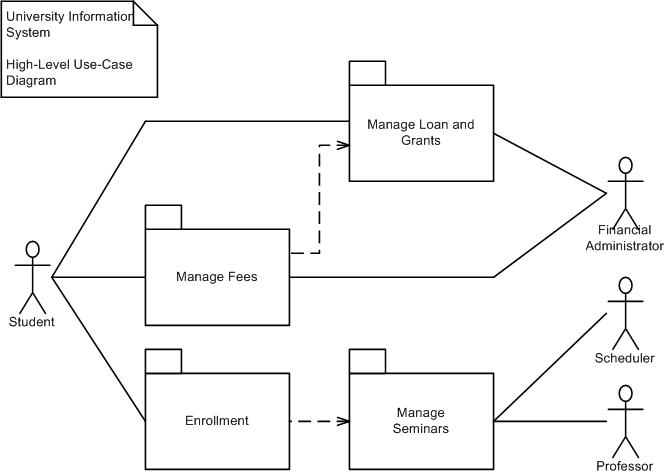 University Information
System
High-Level Use-Case
Diagram
Manage Loan and
Grants
Manage Fees
Financial
Administrator
Student
Scheduler
Enrollment
Manage
Seminars
Professor